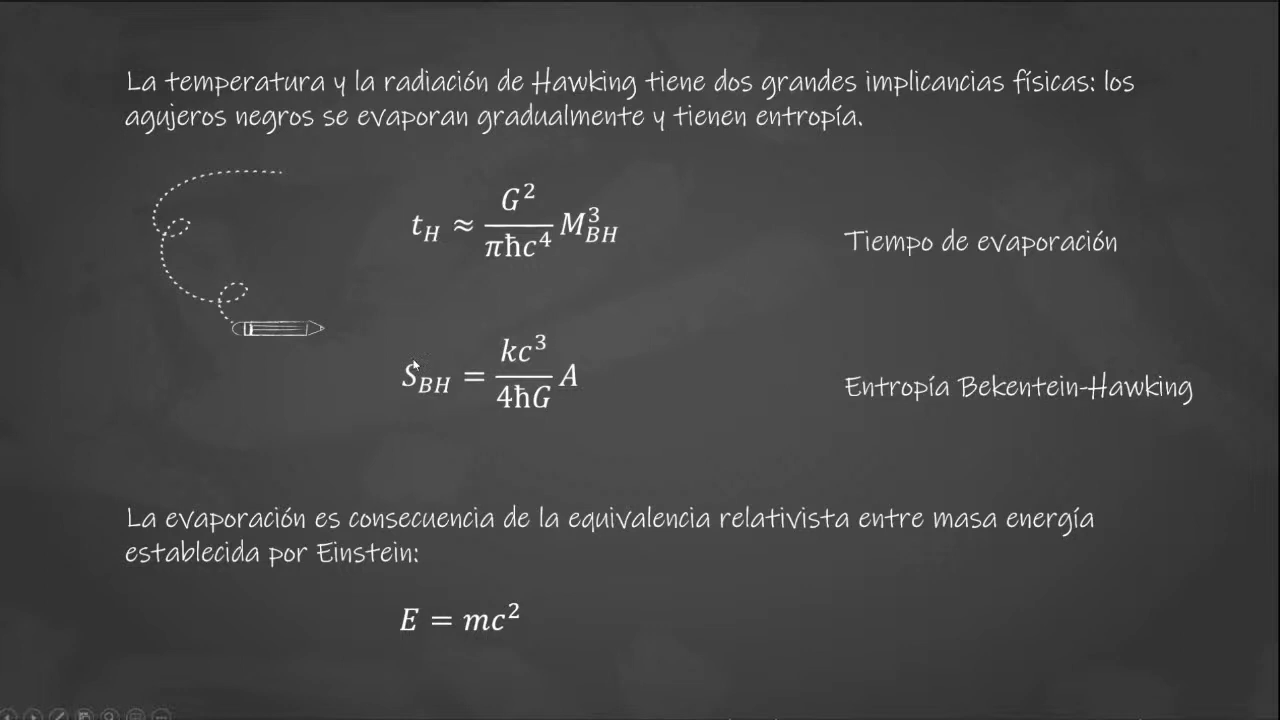 La temperatura y la radiación de Hawking tiene dos grandes implicancias físicas: los
agujeros negros se evaporan gradualmente y tienen entropía.
t_H ≈ G²/(πħc⁴) M³_BH
Tiempo de evaporación
S_BH = kc³/(4ħG) A
Entropía Bekentein-Hawking
La evaporación es consecuencia de la equivalencia relativista entre masa energía
establecida por Einstein:
E = mc²